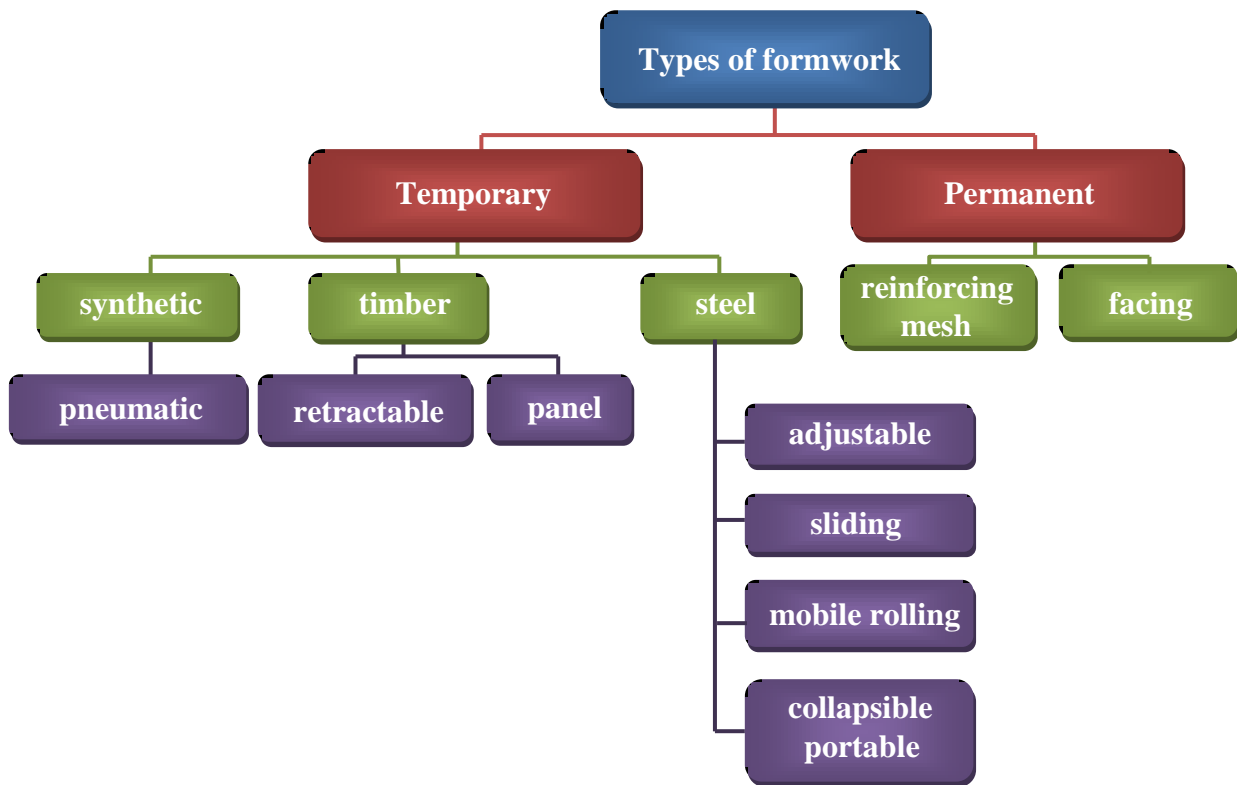 Types of formwork
Temporary
Permanent
synthetic
timber
steel
reinforcing
mesh
facing
pneumatic
retractable
panel
adjustable
sliding
mobile rolling
collapsible
portable